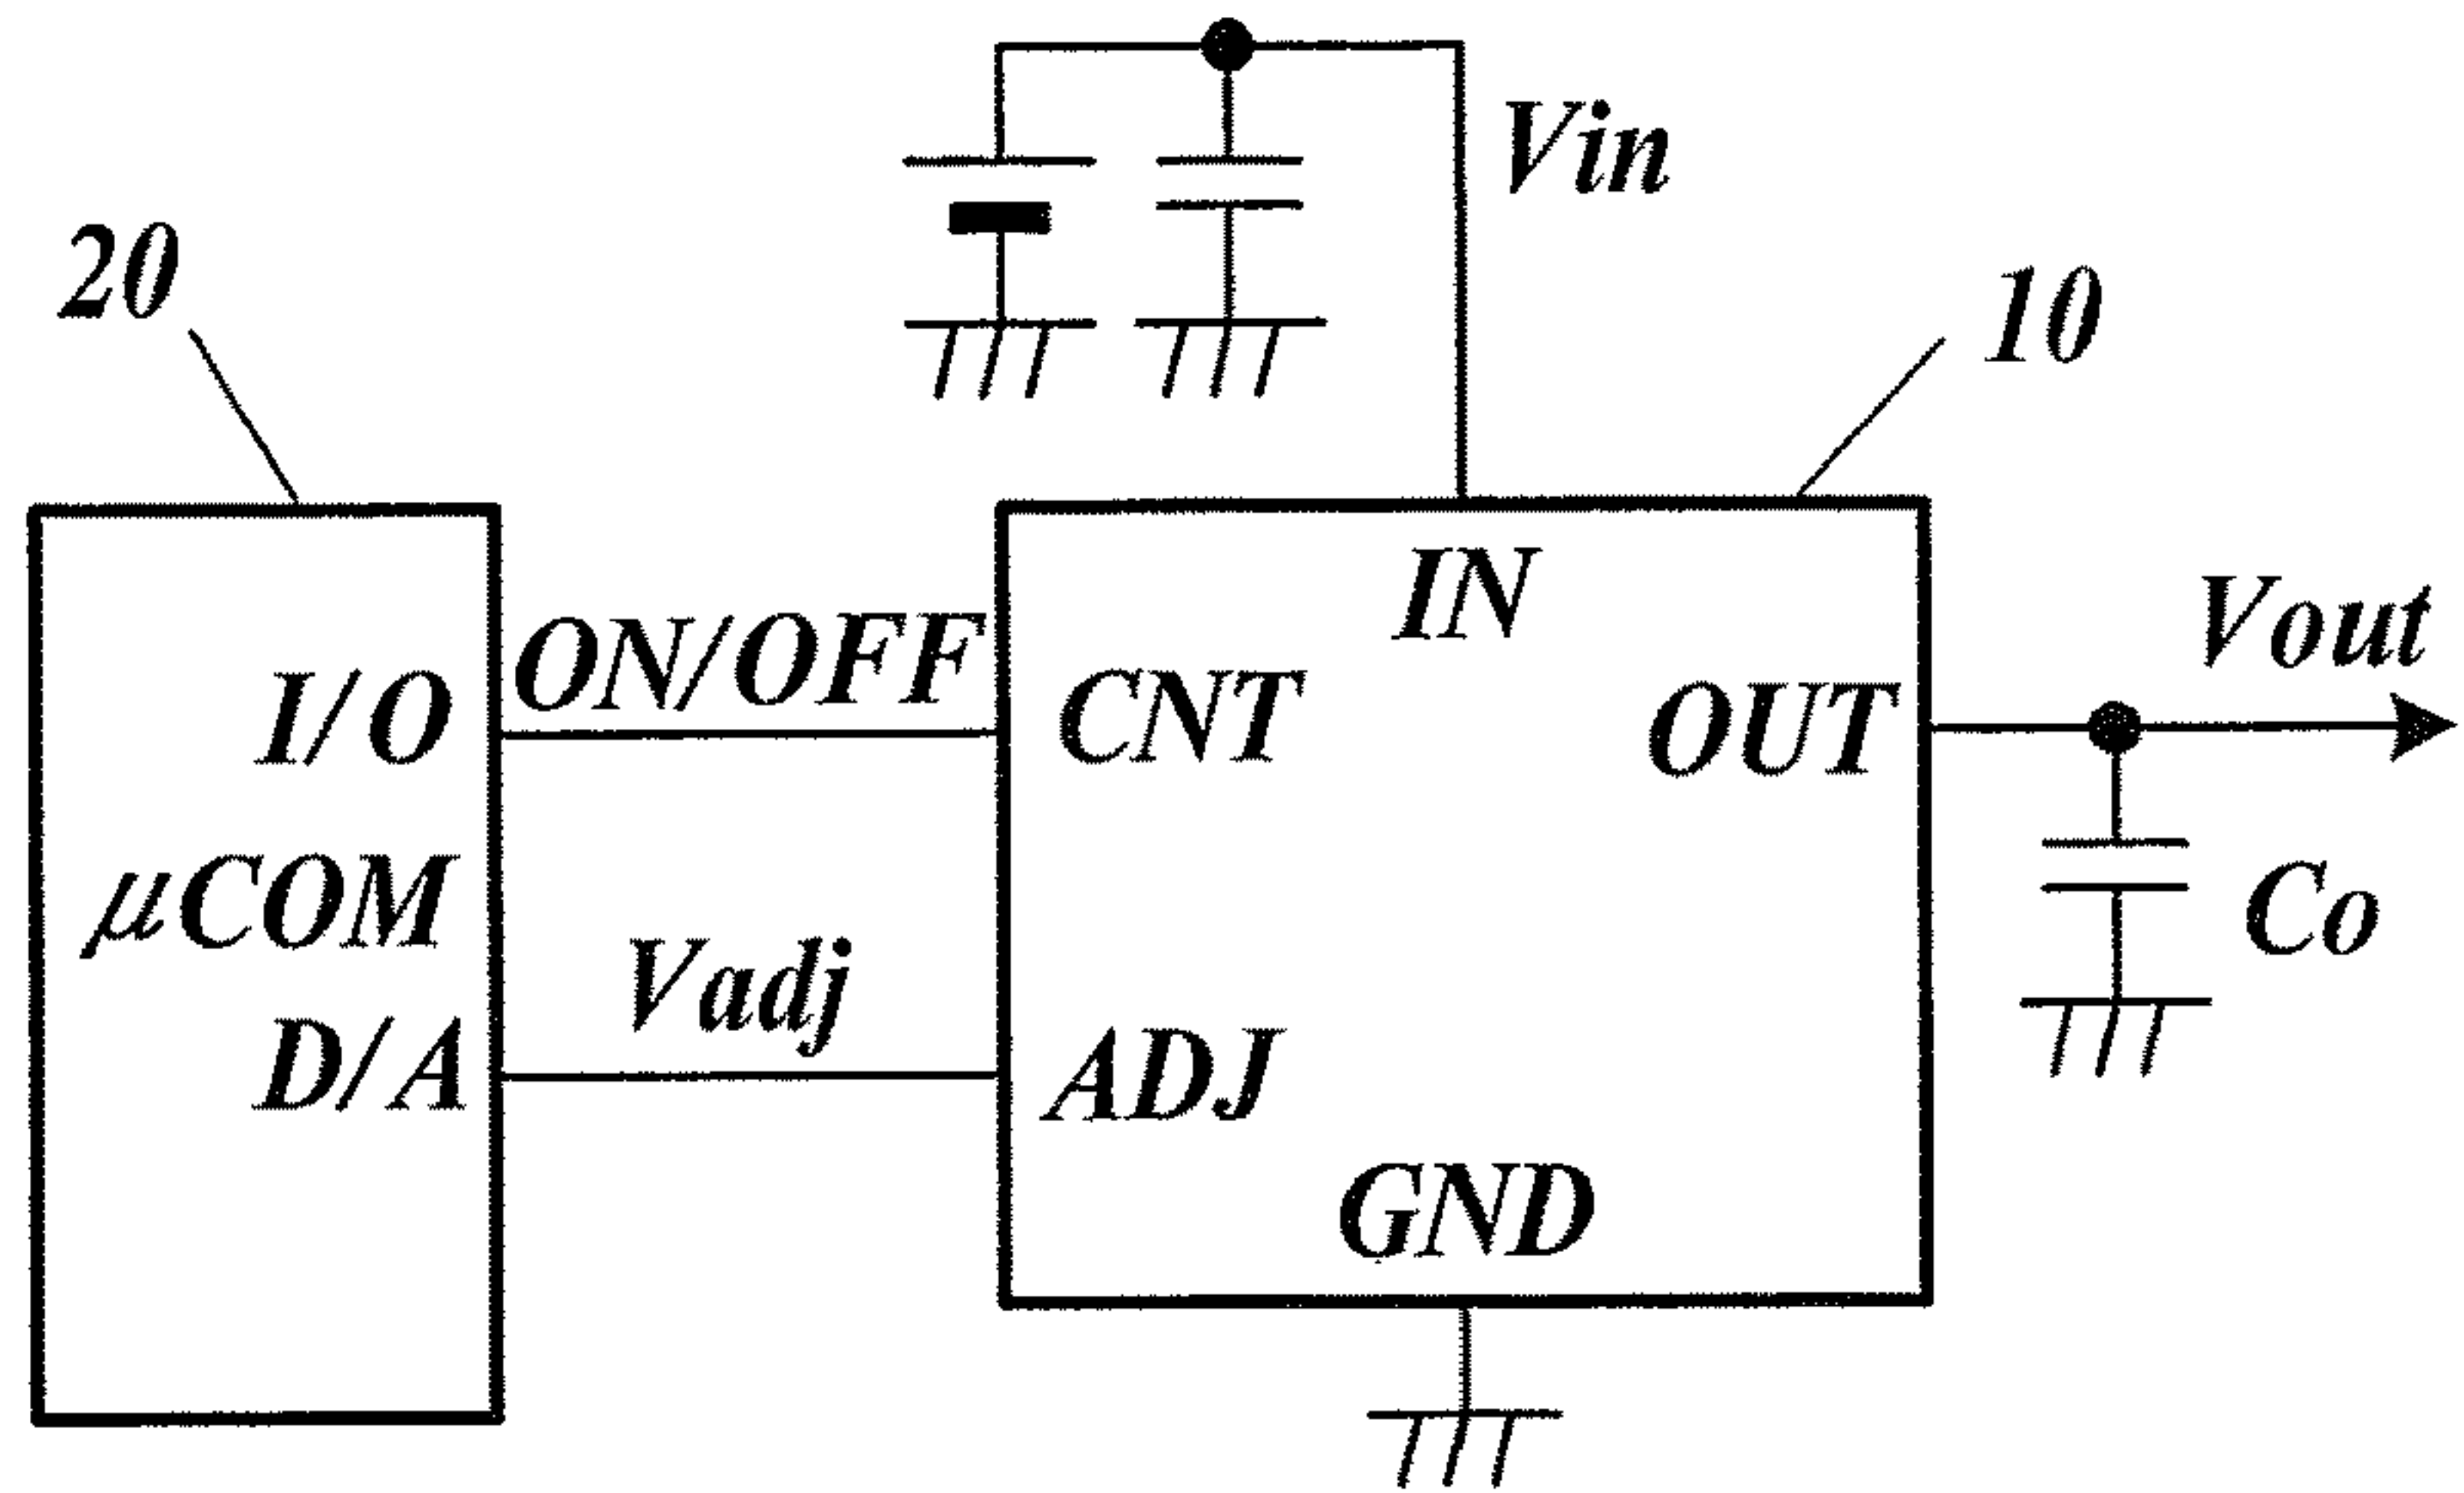 Vin
20
10
IN
ON/OFF
Vout
I/O
CNT
OUT
μCOM
Co
Vadj
D/A
ADJ
GND